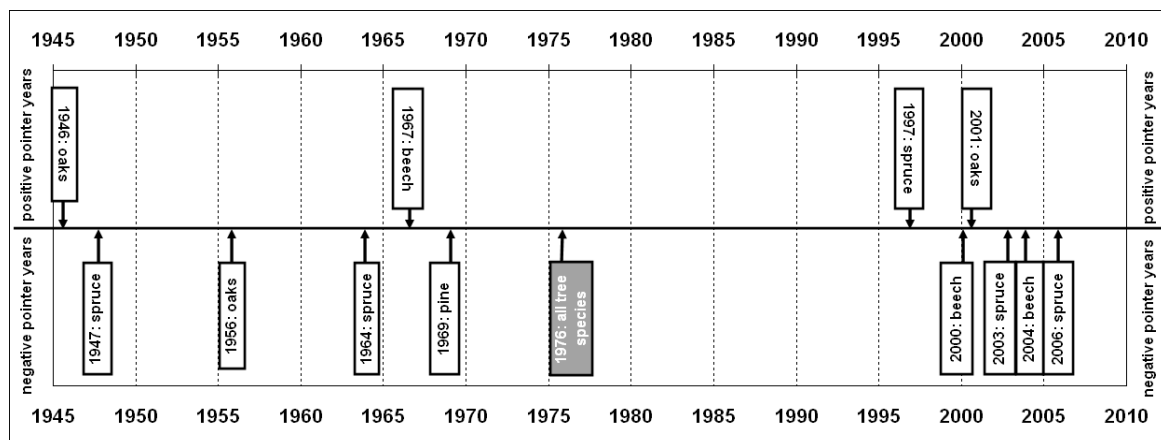 1945 1950 1955 1960 1965 1970 1975 1980 1985 1990 1995 2000 2005 2010
positive pointer years
1946: oaks
1967: beech
1997: spruce
2001: oaks
positive pointer years
negative pointer years
1947: spruce
1956: oaks
1964: spruce
1969: pine
1976: all tree
species
2000: beech
2003: spruce
2004: beech
2006: spruce
negative pointer years
1945 1950 1955 1960 1965 1970 1975 1980 1985 1990 1995 2000 2005 2010